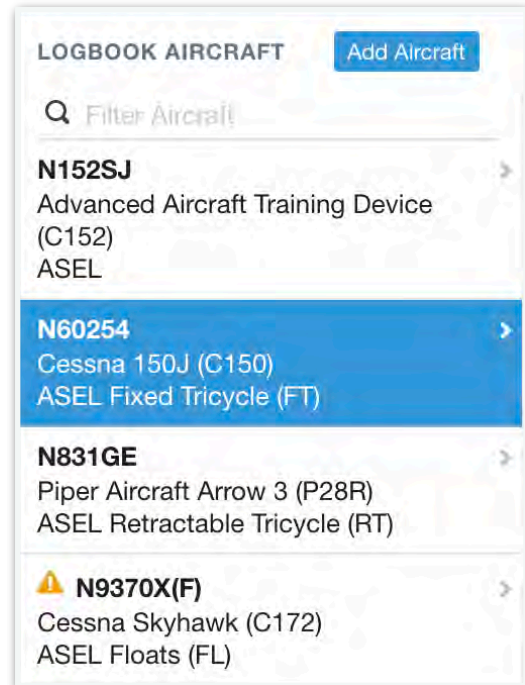 LOGBOOK AIRCRAFT
Add Aircraft
Filter Aircraft
N152SJ
Advanced Aircraft Training Device
(C152)
ASEL
N60254
Cessna 150J (C150)
ASEL Fixed Tricycle (FT)
N831GE
Piper Aircraft Arrow 3 (P28R)
ASEL Retractable Tricycle (RT)
N9370X(F)
Cessna Skyhawk (C172)
ASEL Floats (FL)